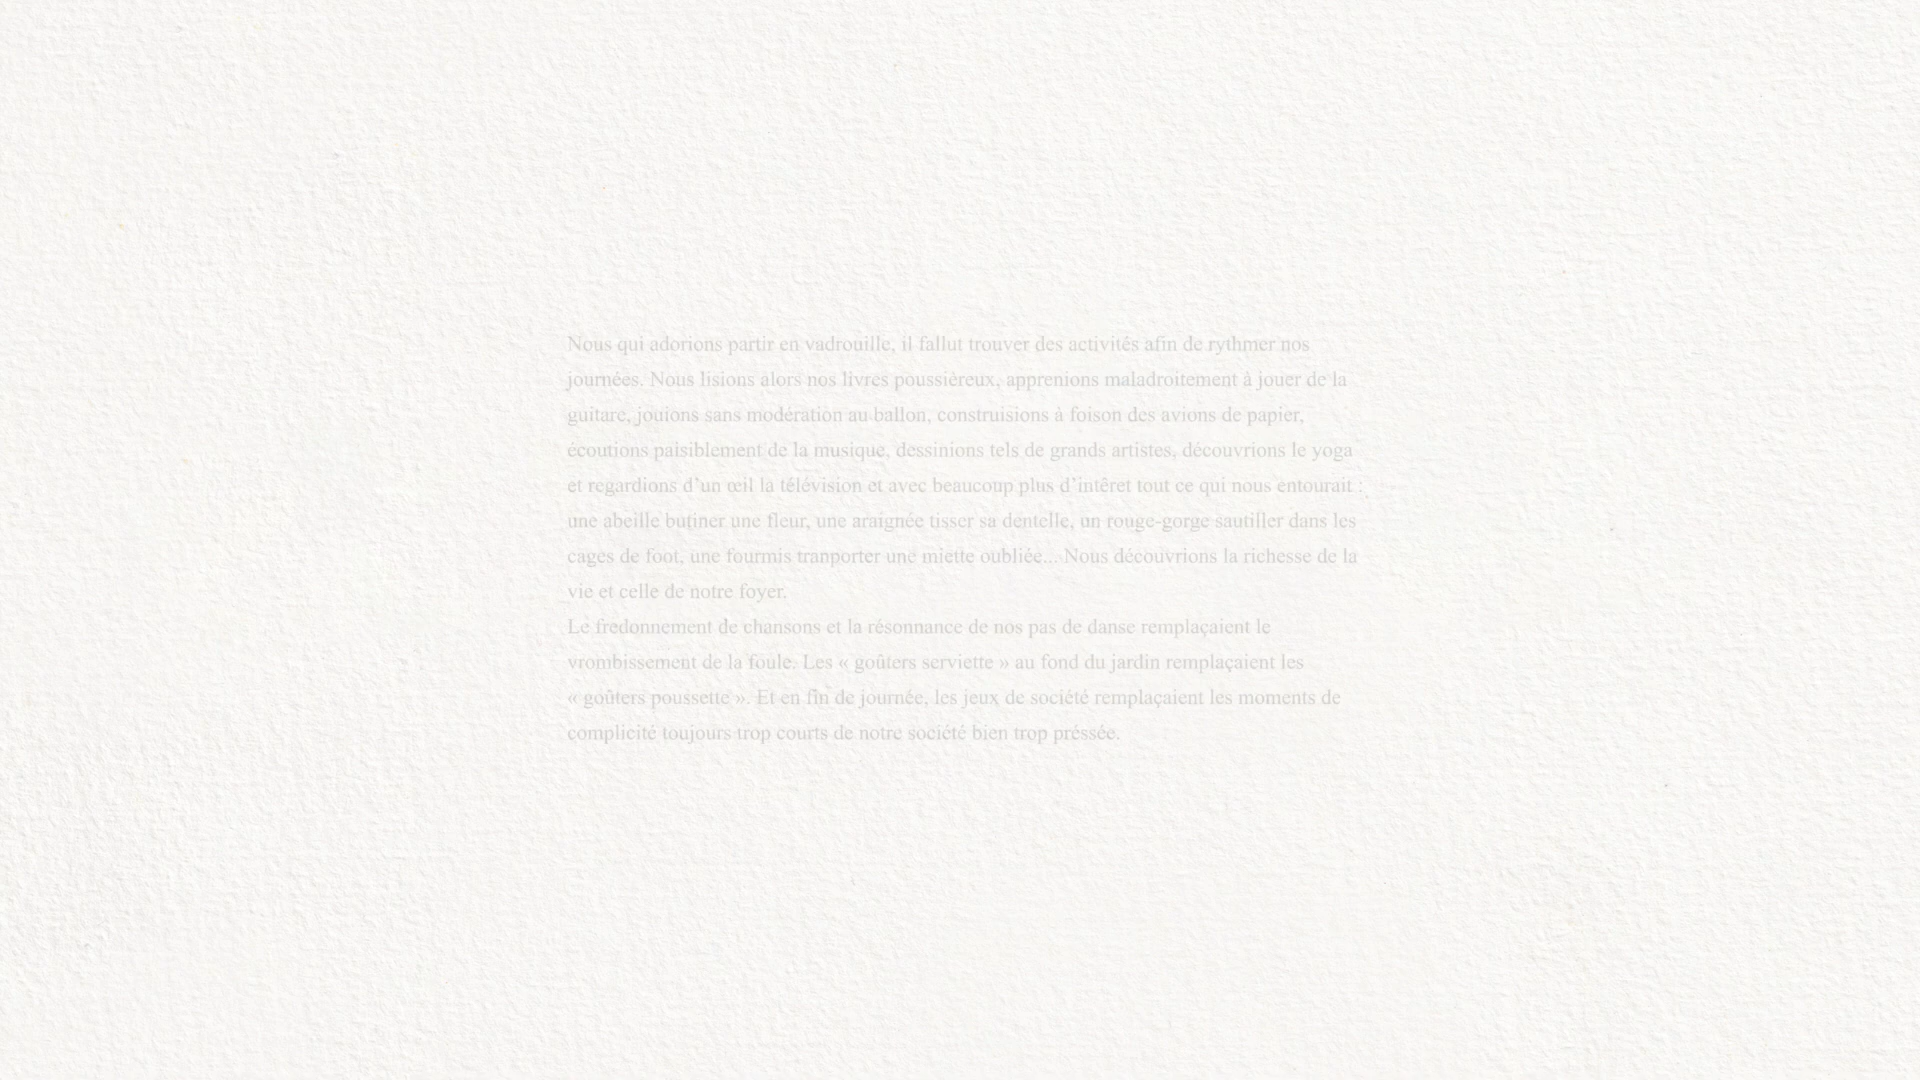 Nous qui adorions partir en vadrouille, il fallut trouver des activités afin de rythmer nos
journées. Nous lisions alors nos livres poussièreux, apprenions maladroitement à jouer de la
guitare, jouions sans modération au ballon, construisions à foison des avions de papier,
écoutions paisiblement de la musique, dessinions tels de grands artistes, découvrions le yoga
et regardions d’un œil la télévision et avec beaucoup plus d’intêret tout ce qui nous entourait :
une abeille butiner une fleur, une araignée tisser sa dentelle, un rouge-gorge sautiller dans les
cages de foot, une fourmis tranporter une miette oubliée... Nous découvrions la richesse de la
vie et celle de notre foyer.
Le fredonnement de chansons et la résonnance de nos pas de danse remplaçaient le
vrombissement de la foule. Les « goûters serviette » au fond du jardin remplaçaient les
« goûters poussette ». Et en fin de journée, les jeux de société remplaçaient les moments de
complicité toujours trop courts de notre société bien trop préssée.